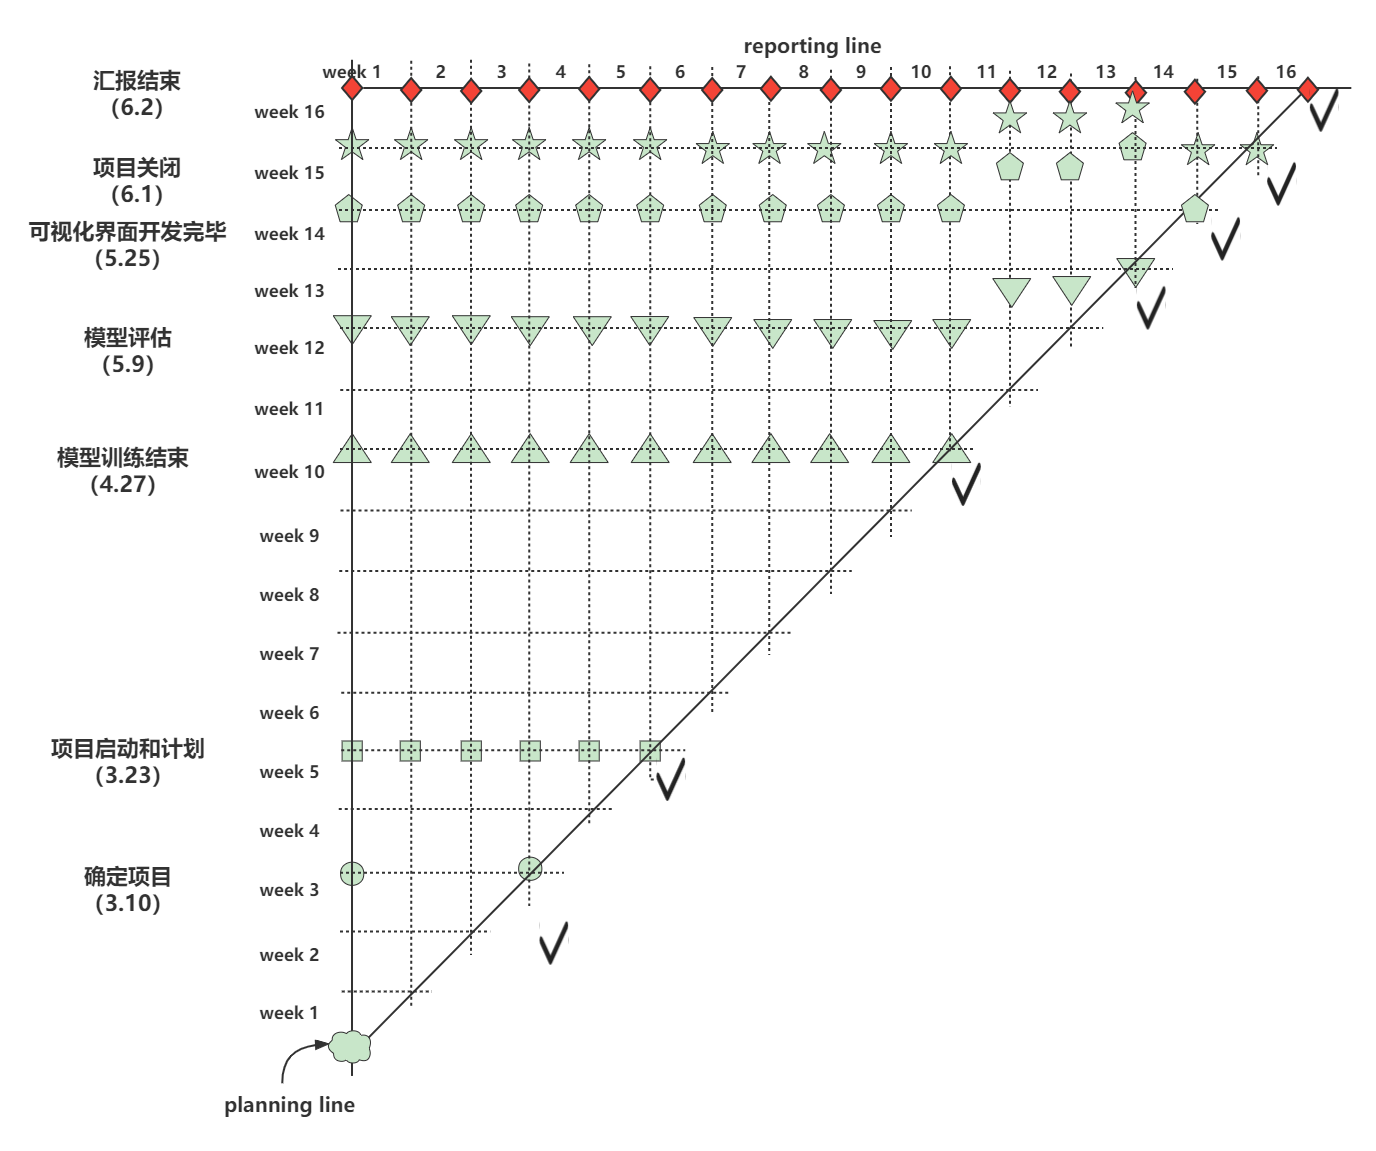 reporting line
week 1 2 3 4 5 6 7 8 9 10 11 12 13 14 15 16
汇报结束
(6.2)
week 16
项目关闭
(6.1)
week 15
可视化界面开发完毕
(5.25)
week 14
week 13
模型评估
(5.9)
week 12
week 11
模型训练结束
(4.27)
week 10
week 9
week 8
week 7
week 6
项目启动和计划
(3.23)
week 5
week 4
确定项目
(3.10)
week 3
week 2
week 1
planning line